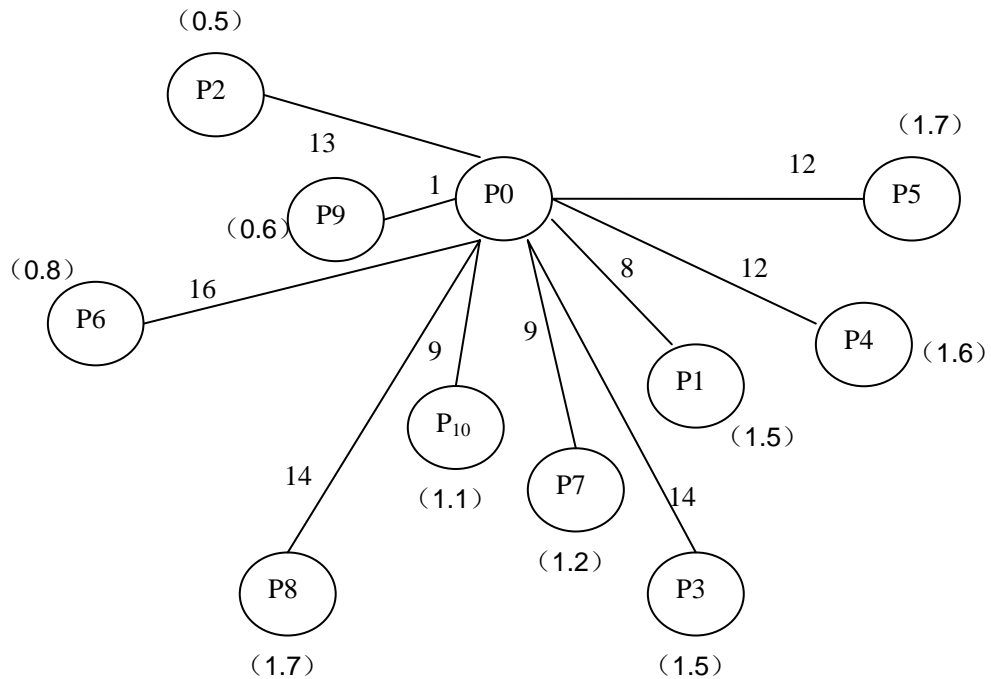 （0.5）
P2
13
（1.7）
12
P5
1
P0
P9
（0.6）
8
12
（0.8）
16
P6
9
9
P4
（1.6）
P1
（1.5）
P10
14
（1.1）
P7
14
（1.2）
P8
P3
（1.7）
（1.5）